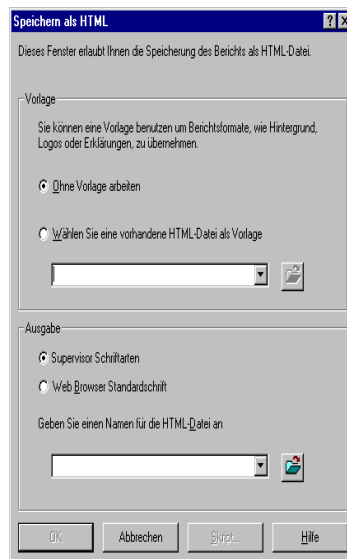 Speichern als HTML
Dieses Fenster erlaubt Ihnen die Speicherung des Berichts als HTML-Datei.
Vorlage
Sie können eine Vorlage benutzen um Berichtsformate, wie Hintergrund,
Logos oder Erklärungen, zu übernehmen.
Ohne Vorlage arbeiten
Wählen Sie eine vorhandene HTML-Datei als Vorlage
Ausgabe
Supervisor Schriftarten
Web Browser Standardschrift
Geben Sie einen Namen für die HTML-Datei an
OK Abbrechen Skript... Hilfe